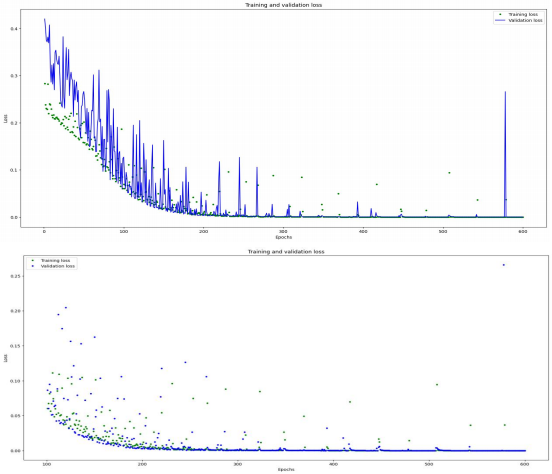 Training and validation loss
Training loss
Validation loss
0.4
0.3
0.2
0.1
0.0
Loss
0
100
200
300
400
500
600
Epochs
Training and validation loss
Training loss
Validation loss
0.25
0.20
0.15
0.10
0.05
0.00
Loss
100
200
300
400
500
600
Epochs